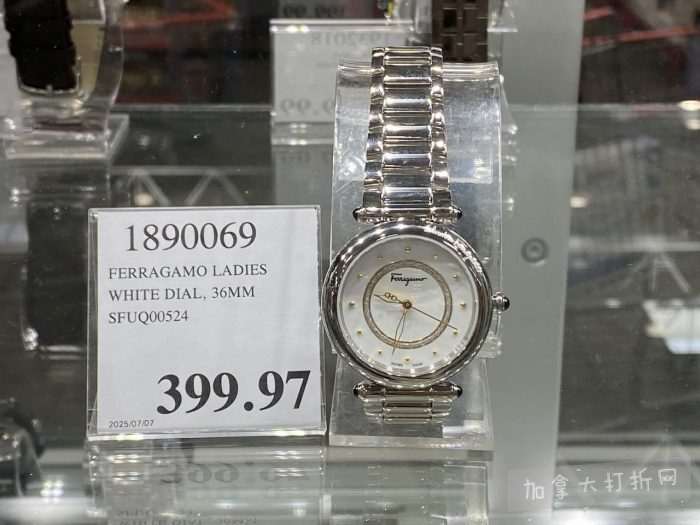 1890069
FERRAGAMO LADIES
WHITE DIAL, 36MM
SFUQ00524
399.97
2025/07/07
Ferragamo
加拿大打折网